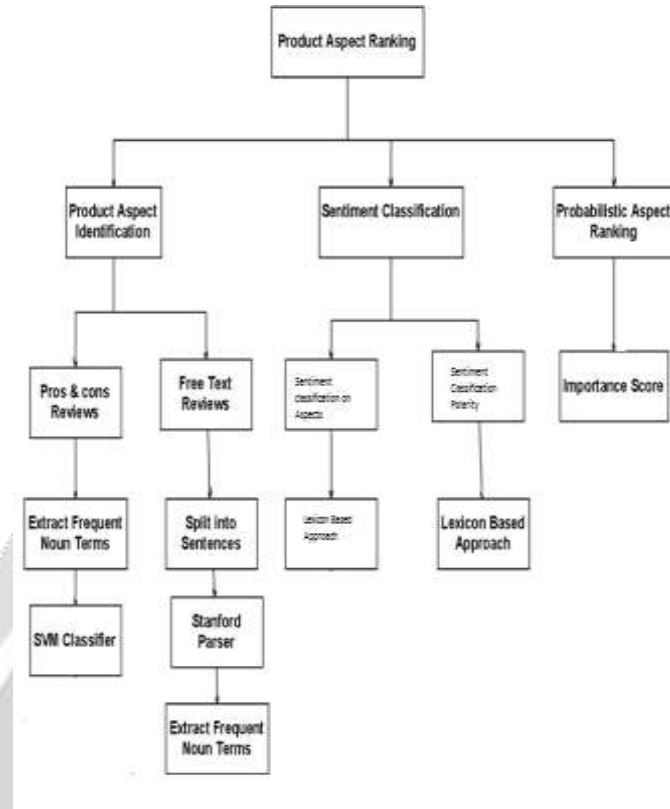 Product Aspect Ranking
Product Aspect
Identification
Sentiment Classification
Probabilistic Aspect
Ranking
Pros & cons
Reviews
Free Text
Reviews
Sentiment
classification on
Aspects
Sentiment
Classification
Polarity
Importance Score
Extract Frequent
Noun Terms
Split into
Sentences
Lexicon Based
Approach
Lexicon Based
Approach
SVM Classifier
Stanford
Parser
Extract Frequent
Noun Terms